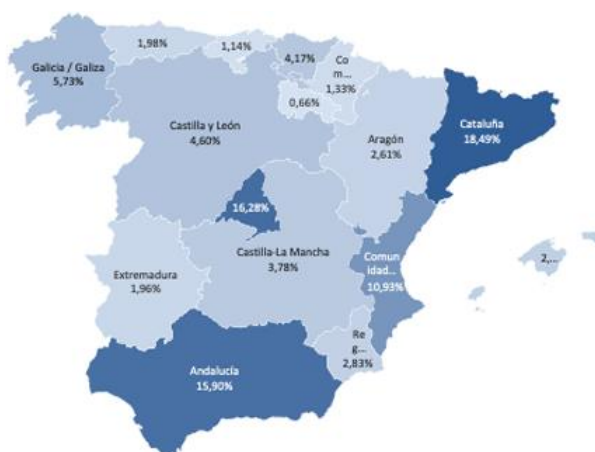 1,98%
1,14%
4,17%
Co
m...
1,33%
Galicia / Galiza
5,73%
0,66%
Castilla y León
4,60%
Aragón
2,61%
Cataluña
18,49%
16,28%
Castilla-La Mancha
3,78%
Comu
nidad...
10,93%
2,...
Extremadura
1,96%
Re
g...
2,83%
Andalucía
15,90%